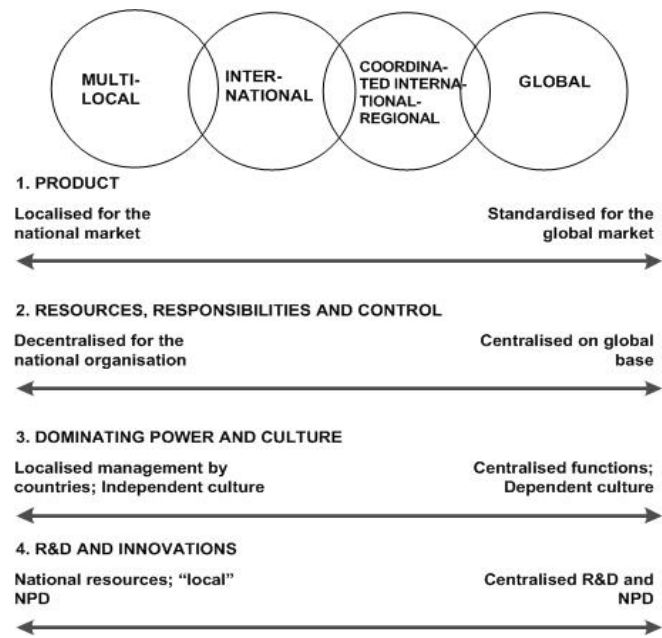 MULTI-
LOCAL
INTER-
NATIONAL
COORDINA-
TED INTERNA-
TIONAL-
REGIONAL
GLOBAL
1. PRODUCT
Localised for the
national market
Standardised for the
global market
2. RESOURCES, RESPONSIBILITIES AND CONTROL
Decentralised for the
national organisation
Centralised on global
base
3. DOMINATING POWER AND CULTURE
Localised management by
countries; Independent culture
Centralised functions;
Dependent culture
4. R&D AND INNOVATIONS
National resources; “local”
NPD
Centralised R&D and
NPD